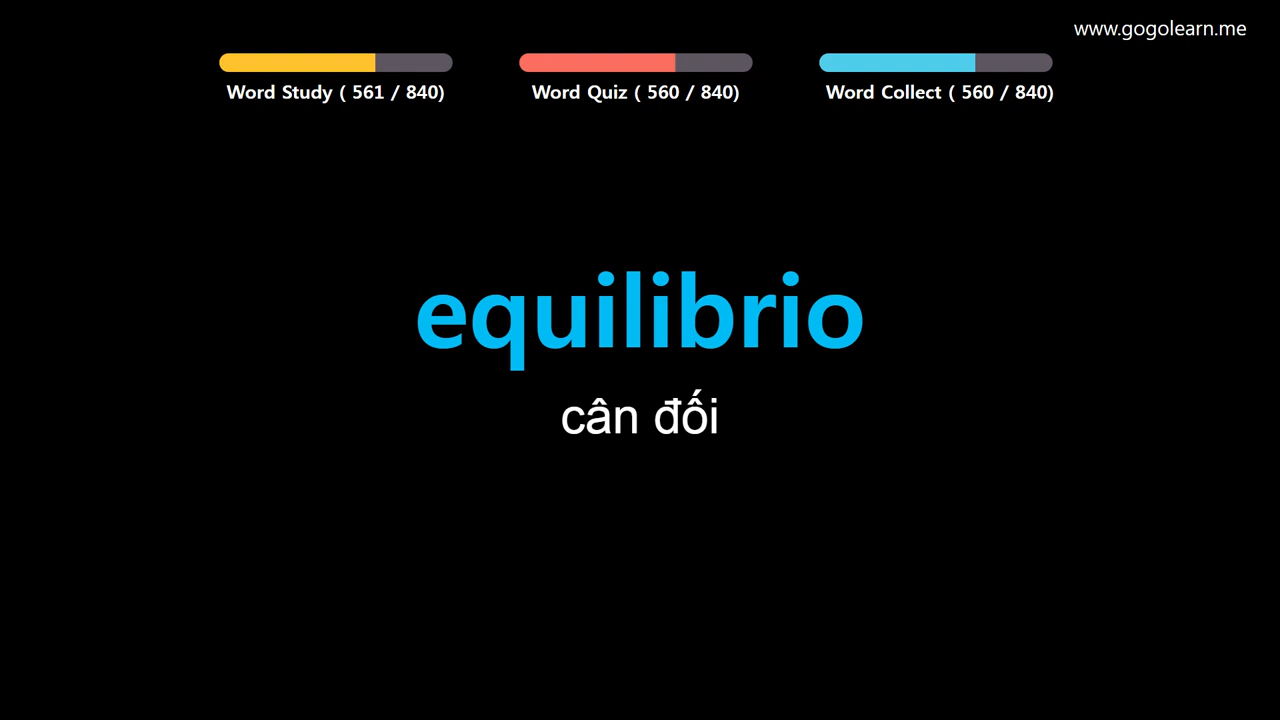 www.gogolearn.me
Word Study ( 561 / 840)
Word Quiz ( 560 / 840)
Word Collect ( 560 / 840)
equilibrio
cân đối